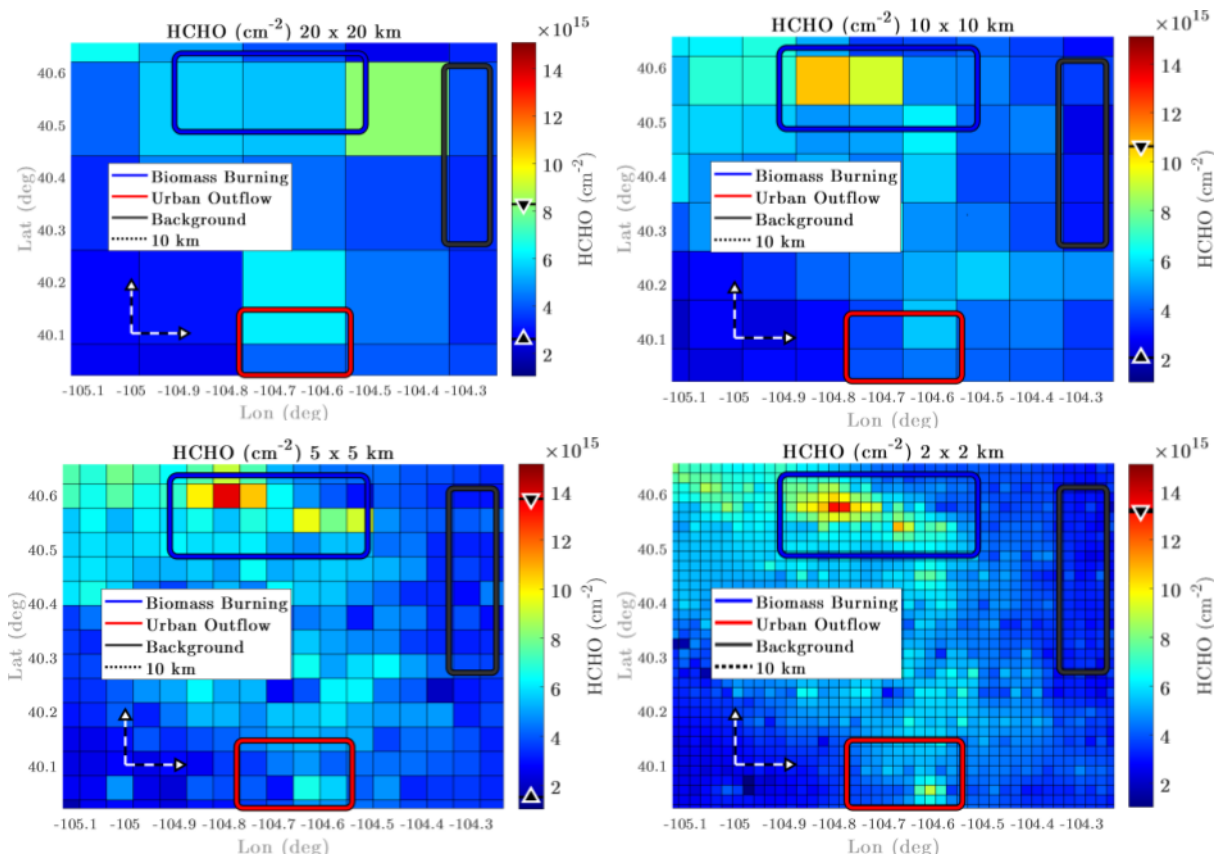 HCHO (cm-2) 20 x 20 km
×10^15
40.6
40.5
40.4
40.3
40.2
40.1
Lat (deg)
Biomass Burning
Urban Outflow
Background
10 km
-105.1 -105 -104.9 -104.8 -104.7 -104.6 -104.5 -104.4 -104.3
Lon (deg)
14
12
10
8
6
4
2
HCHO (cm-2)
HCHO (cm-2) 10 x 10 km
×10^15
40.6
40.5
40.4
40.3
40.2
40.1
Lat (deg)
Biomass Burning
Urban Outflow
Background
10 km
-105.1 -105 -104.9 -104.8 -104.7 -104.6 -104.5 -104.4 -104.3
Lon (deg)
14
12
10
8
6
4
2
HCHO (cm-2)
HCHO (cm-2) 5 x 5 km
×10^15
40.6
40.5
40.4
40.3
40.2
40.1
Lat (deg)
Biomass Burning
Urban Outflow
Background
10 km
-105.1 -105 -104.9 -104.8 -104.7 -104.6 -104.5 -104.4 -104.3
Lon (deg)
14
12
10
8
6
4
2
HCHO (cm-2)
HCHO (cm-2) 2 x 2 km
×10^15
40.6
40.5
40.4
40.3
40.2
40.1
Lat (deg)
Biomass Burning
Urban Outflow
Background
10 km
-105.1 -105 -104.9 -104.8 -104.7 -104.6 -104.5 -104.4 -104.3
Lon (deg)
14
12
10
8
6
4
2
HCHO (cm-2)